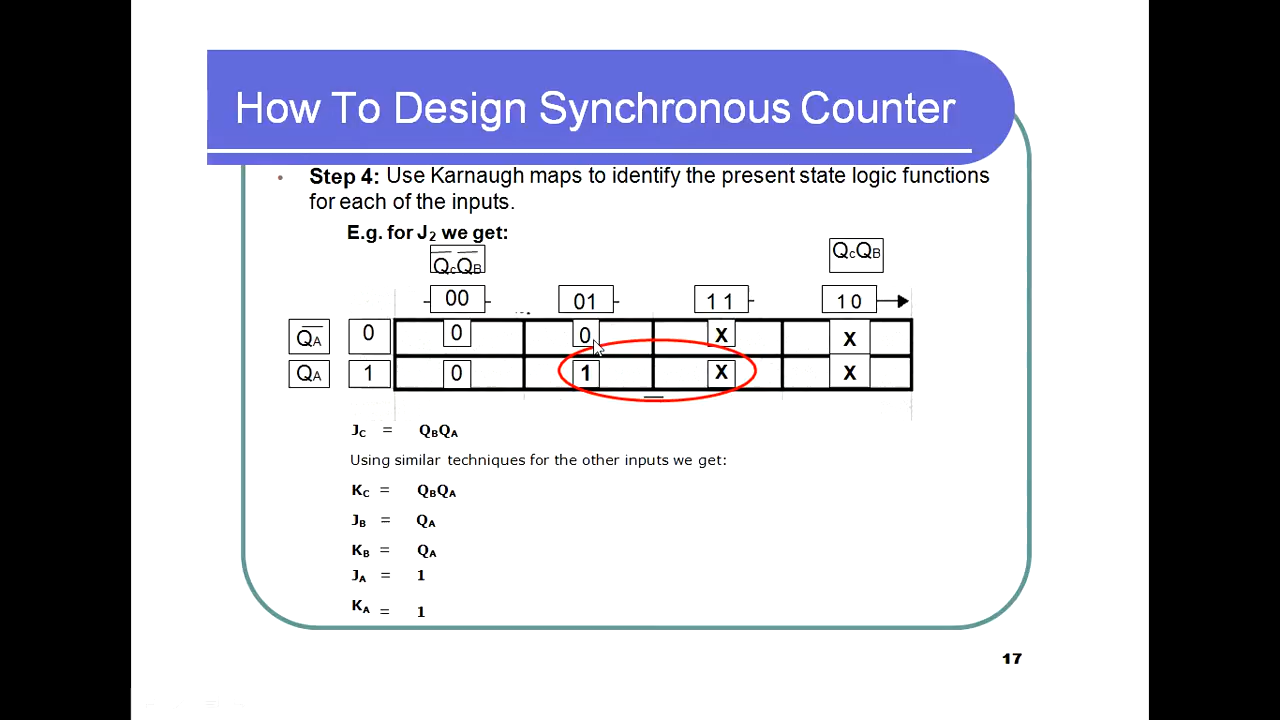 How To Design Synchronous Counter
• Step 4: Use Karnaugh maps to identify the present state logic functions
for each of the inputs.
E.g. for J₂ we get:
Q̅c Q̅B QcQB
00 01 1 1 1 0
Q̅A 0 0 0 X X
QA 1 0 1 X X
JC = QBQA
Using similar techniques for the other inputs we get:
KC = QBQA
JB = QA
KB = QA
JA = 1
KA = 1
17